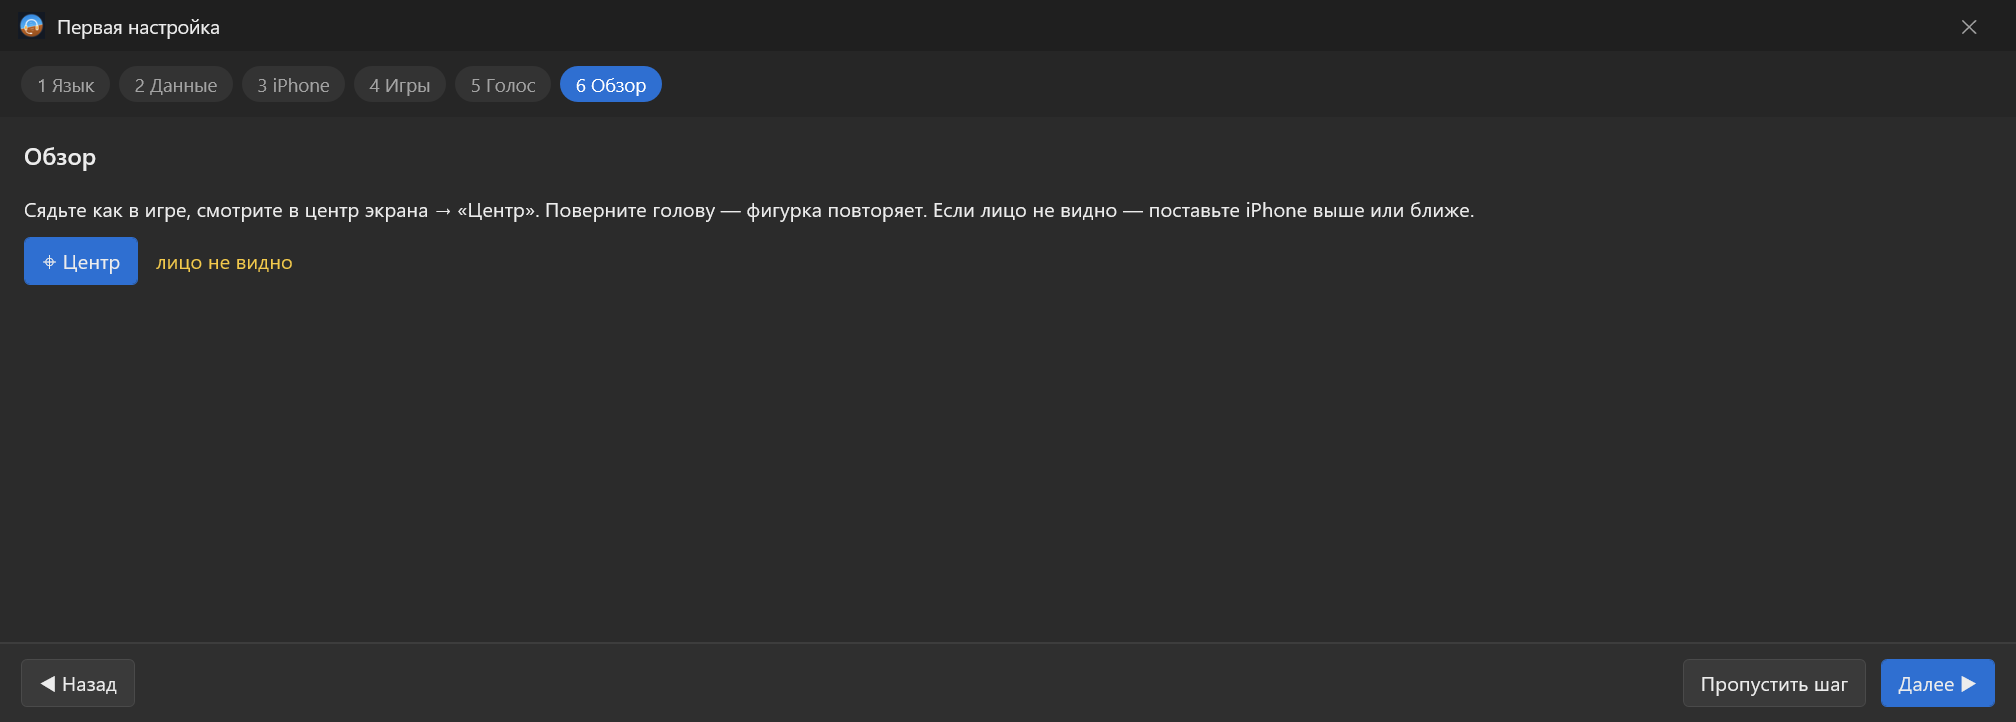 Первая настройка
1 Язык 2 Данные 3 iPhone 4 Игры 5 Голос 6 Обзор
Обзор
Сядьте как в игре, смотрите в центр экрана → «Центр». Поверните голову — фигурка повторяет. Если лицо не видно — поставьте iPhone выше или ближе.
⌖ Центр лицо не видно
◀ Назад Пропустить шаг Далее ▶